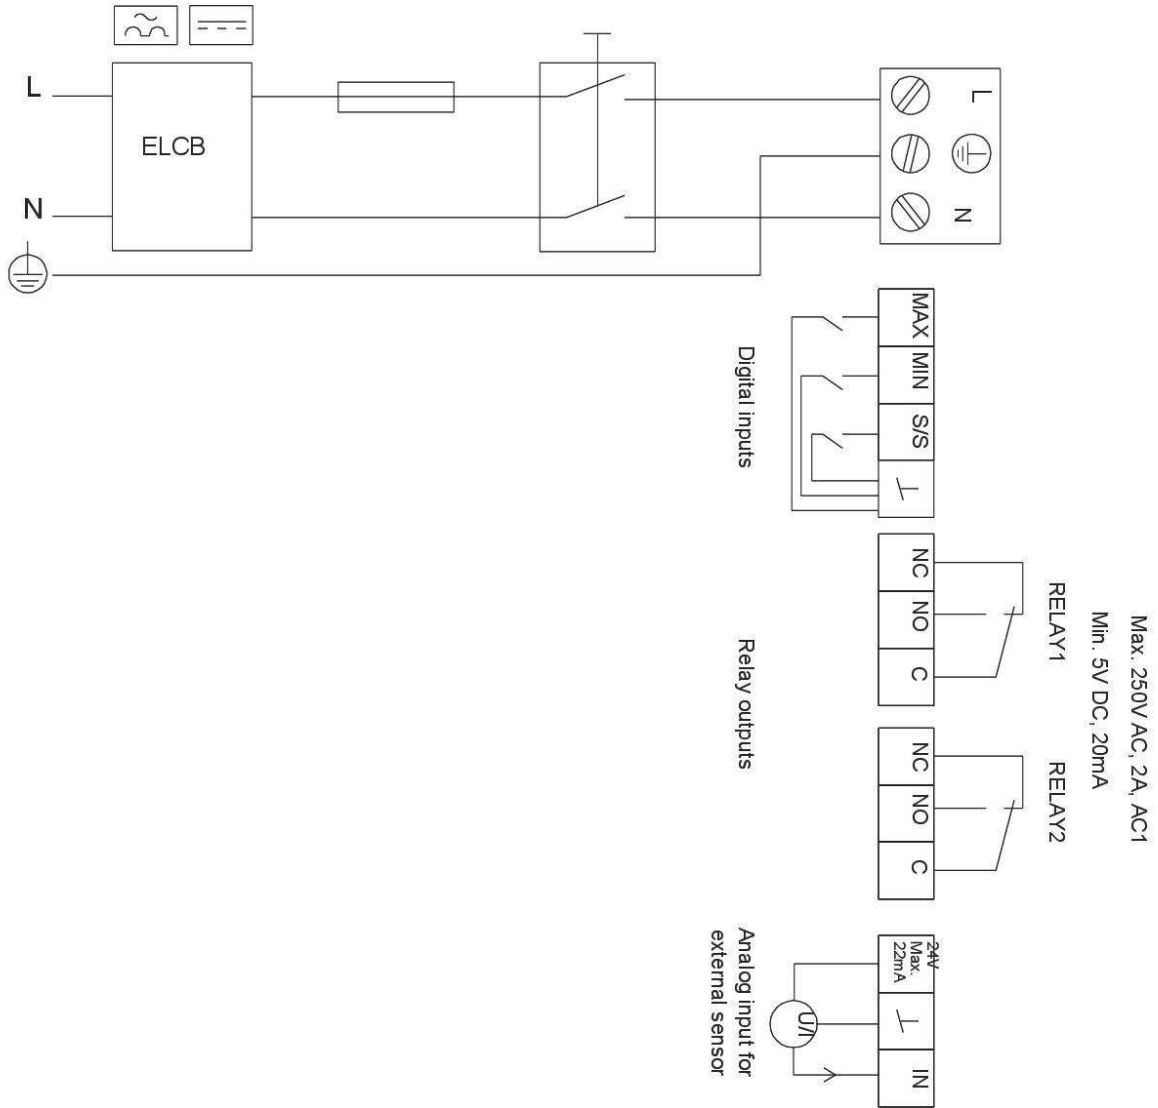 L
ELCB
N
L
N
MAX
MIN
S/S
Digital inputs
NC
NO
C
RELAY1
Relay outputs
NC
NO
C
RELAY2
Max. 250V AC, 2A, AC1
Min. 5V DC, 20mA
24V
Max.
22mA
IN
U/I
Analog input for
external sensor